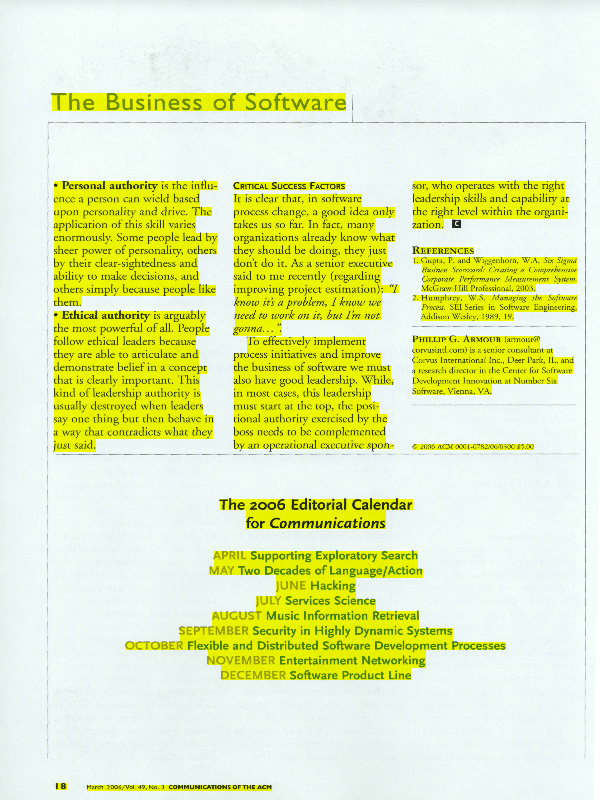 The Business of Software
• Personal authority is the influ-
ence a person can wield based
upon personality and drive. The
application of this skill varies
enormously. Some people lead by
sheer power of personality, others
by their clear-sightedness and
ability to make decisions, and
others simply because people like
them.
• Ethical authority is arguably
the most powerful of all. People
follow ethical leaders because
they are able to articulate and
demonstrate belief in a concept
that is clearly important. This
kind of leadership authority is
usually destroyed when leaders
say one thing but then behave in
a way that contradicts what they
just said.
CRITICAL SUCCESS FACTORS
It is clear that, in software
process change, a good idea only
takes us so far. In fact, many
organizations already know what
they should be doing, they just
don't do it. As a senior executive
said to me recently (regarding
improving project estimation): "I
know it's a problem, I know we
need to work on it, but I'm not
gonna…".
To effectively implement
process initiatives and improve
the business of software we must
also have good leadership. While,
in most cases, this leadership
must start at the top, the posi-
tional authority exercised by the
boss needs to be complemented
by an operational executive spon-
sor, who operates with the right
leadership skills and capability at
the right level within the organi-
zation. C
REFERENCES
1. Gupta, P. and Wiggenhorn, W.A. Six Sigma
Business Scorecard: Creating a Comprehensive
Corporate Performance Measurement System.
McGraw-Hill Professional, 2003.
2. Humphrey, W.S. Managing the Software
Process. SEI Series in Software Engineering,
Addison Wesley, 1989, 19.
PHILLIP G. ARMOUR (armour@
corvusintl.com) is a senior consultant at
Corvus International Inc., Deer Park, IL, and
a research director in the Center for Software
Development Innovation at Number Six
Software, Vienna, VA.
© 2006 ACM 0001-0782/06/0300 $5.00
The 2006 Editorial Calendar
for Communications
APRIL Supporting Exploratory Search
MAY Two Decades of Language/Action
JUNE Hacking
JULY Services Science
AUGUST Music Information Retrieval
SEPTEMBER Security in Highly Dynamic Systems
OCTOBER Flexible and Distributed Software Development Processes
NOVEMBER Entertainment Networking
DECEMBER Software Product Line
18 March 2006/Vol. 49, No. 3 COMMUNICATIONS OF THE ACM